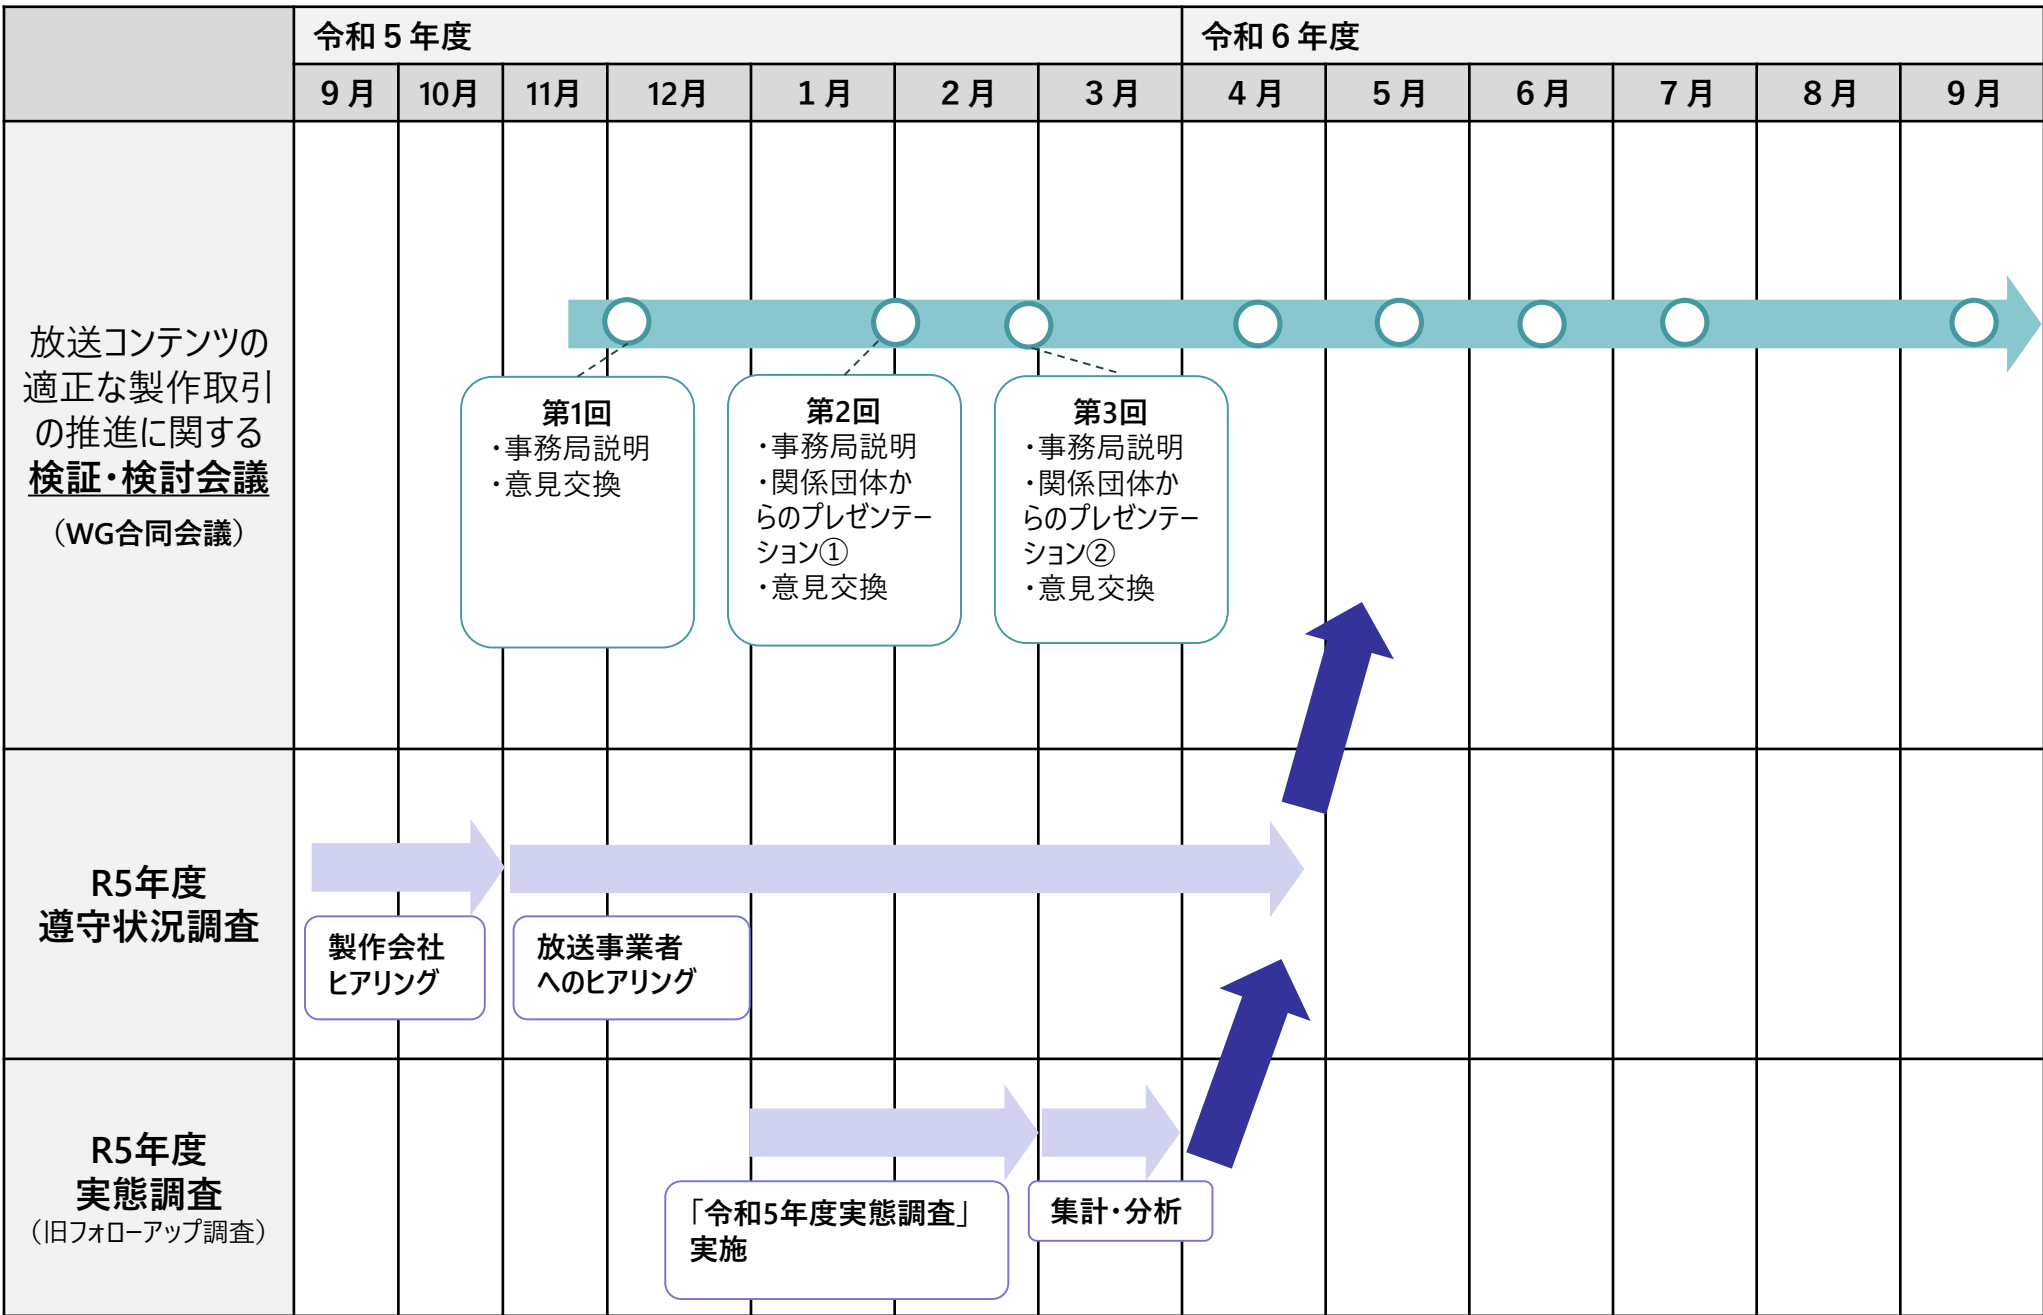 令和５年度
令和６年度
９月
10月
11月
12月
１月
２月
３月
４月
５月
６月
７月
８月
９月
放送コンテンツの
適正な製作取引
の推進に関する
検証・検討会議
（WG合同会議）
第1回
・事務局説明
・意見交換
第2回
・事務局説明
・関係団体か
らのプレゼンテー
ション①
・意見交換
第3回
・事務局説明
・関係団体か
らのプレゼンテー
ション②
・意見交換
R5年度
遵守状況調査
製作会社
ヒアリング
放送事業者
へのヒアリング
R5年度
実態調査
（旧フォローアップ調査）
「令和5年度実態調査」
実施
集計・分析